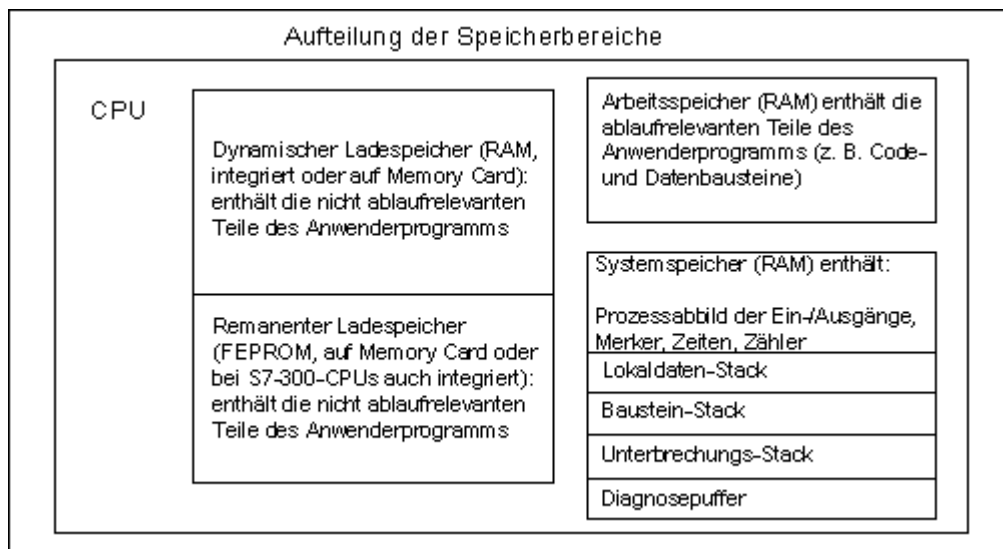 Aufteilung der Speicherbereiche
CPU
Dynamischer Ladespeicher (RAM,
integriert oder auf Memory Card):
enthält die nicht ablaufrelevanten
Teile des Anwenderprogramms
Remanenter Ladespeicher
(FEPROM, auf Memory Card oder
bei S7-300-CPUs auch integriert):
enthält die nicht ablaufrelevanten
Teile des Anwenderprogramms
Arbeitsspeicher (RAM) enthält die
ablaufrelevanten Teile des
Anwenderprogramms (z. B. Code-
und Datenbausteine)
Systemspeicher (RAM) enthält:
Prozessabbild der Ein-/Ausgänge,
Merker, Zeiten, Zähler
Lokaldaten-Stack
Baustein-Stack
Unterbrechungs-Stack
Diagnosepuffer